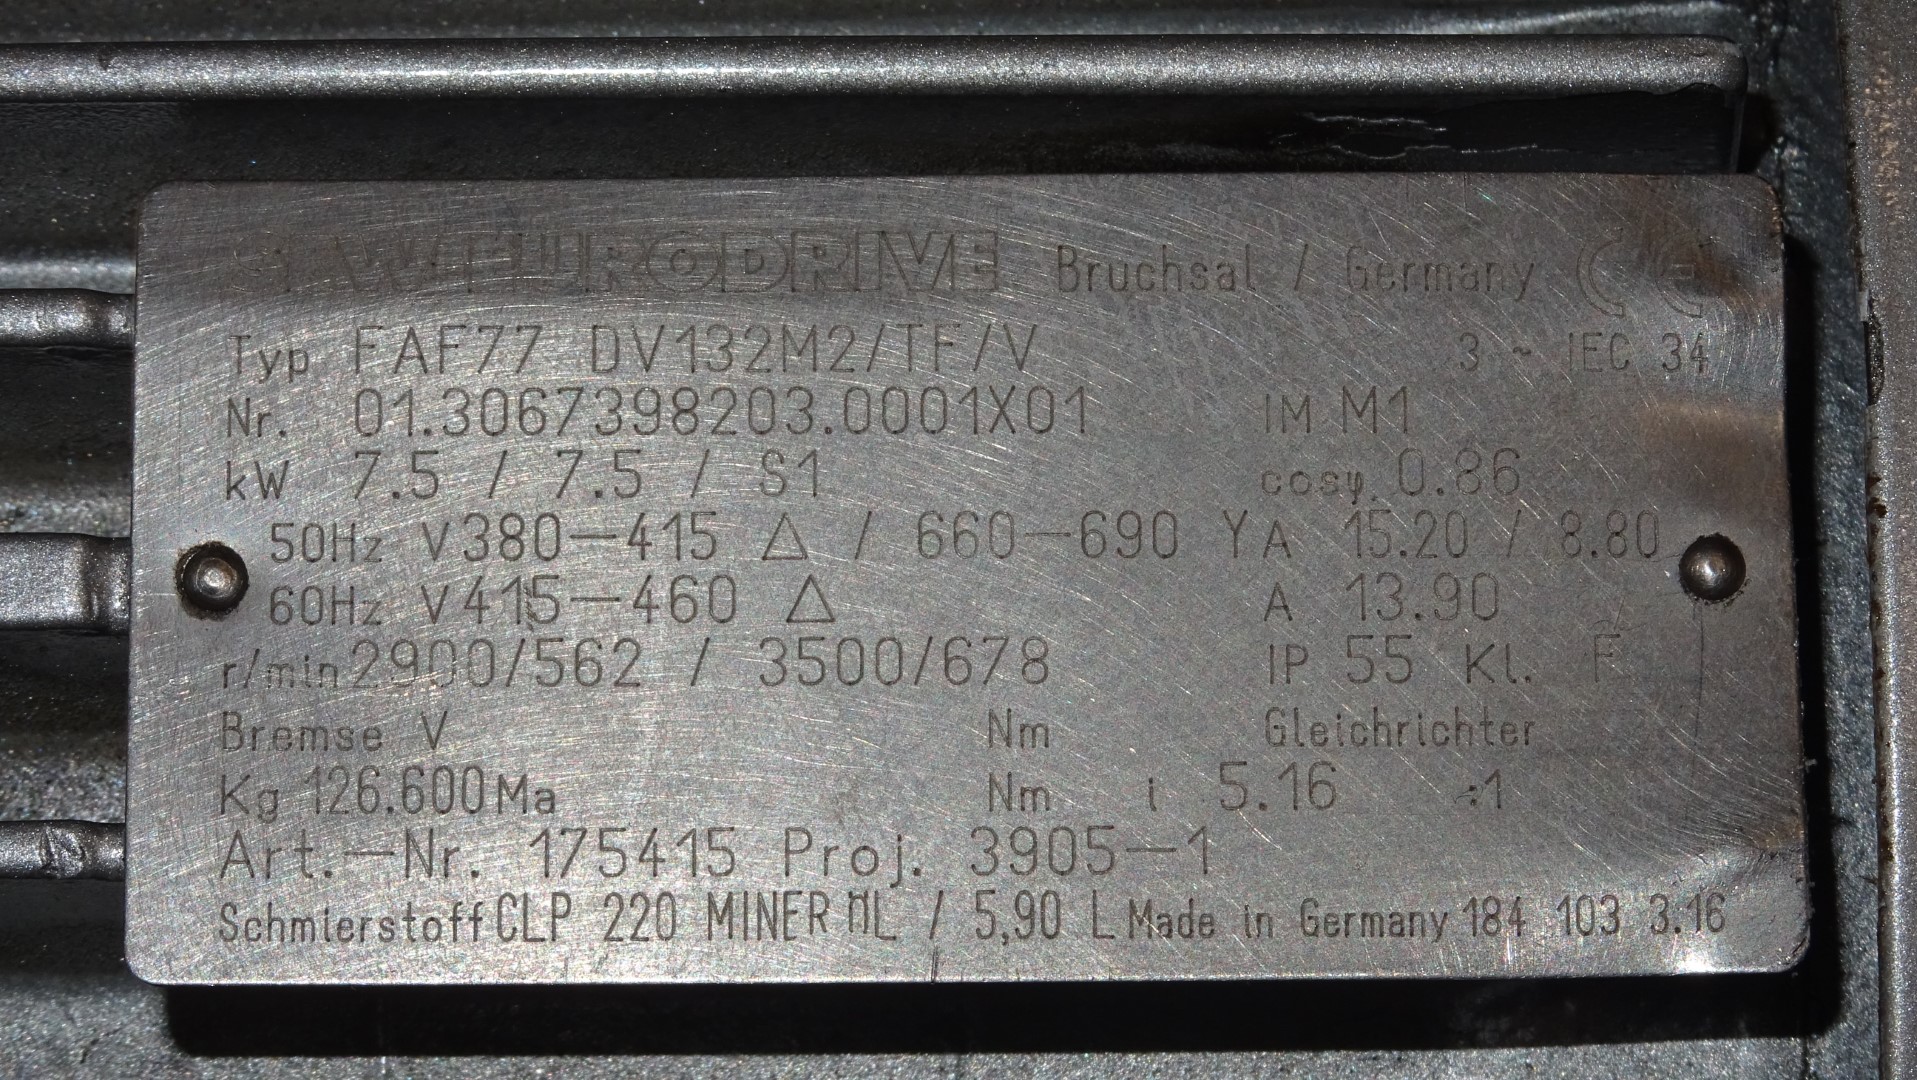 SEW-EURODRIVE Bruchsal / Germany CE
Typ FAF77 DV132M2/TF/V 3 ~ IEC 34
Nr. 01.3067398203.0001X01 IM M1
kW 7.5 / 7.5 / S1 cosφ 0.86
50Hz V 380-415 △ / 660-690 Y A 15.20 / 8.80
60Hz V 415-460 △ A 13.90
r/min 2900/562 / 3500/678 IP 55 Kl. F
Bremse V Nm Gleichrichter
Kg 126.600 Ma Nm i 5.16 :1
Art.-Nr. 175415 Proj. 3905-1
Schmierstoff CLP 220 MINER ÖL / 5,90 L Made in Germany 184 103 3.16